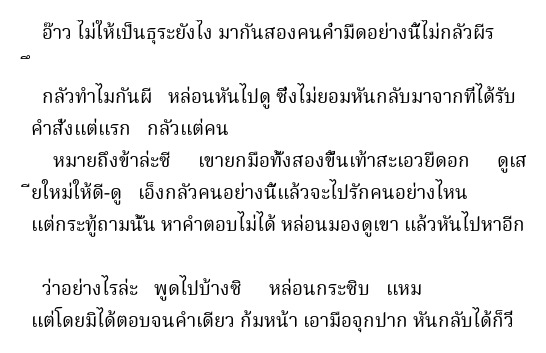 อ๊าว ไม่ให้เป็นธุระยังไง มากันสองคนค่ำมืดอย่างนี้ไม่กลัวผีร
ึ
กลัวทำไมกันผี หล่อนหันไปดู ซึ่งไม่ยอมหันกลับมาจากที่ได้รับ
คำสั่งแต่แรก กลัวแต่คน
หมายถึงข้าล่ะซี เขายกมือทั้งสองขึ้นเท้าสะเอวยืดอก ดูเส
ียใหม่ให้ดี-ดู เอ็งกลัวคนอย่างนี้แล้วจะไปรักคนอย่างไหน
แต่กระทู้ถามนั้น หาคำตอบไม่ได้ หล่อนมองดูเขา แล้วหันไปหาอีก
ว่าอย่างไรล่ะ พูดไปบ้างซิ หล่อนกระซิบ แหม
แต่โดยมิได้ตอบจนคำเดียว ก้มหน้า เอามือจุกปาก หันกลับได้ก็วิ่